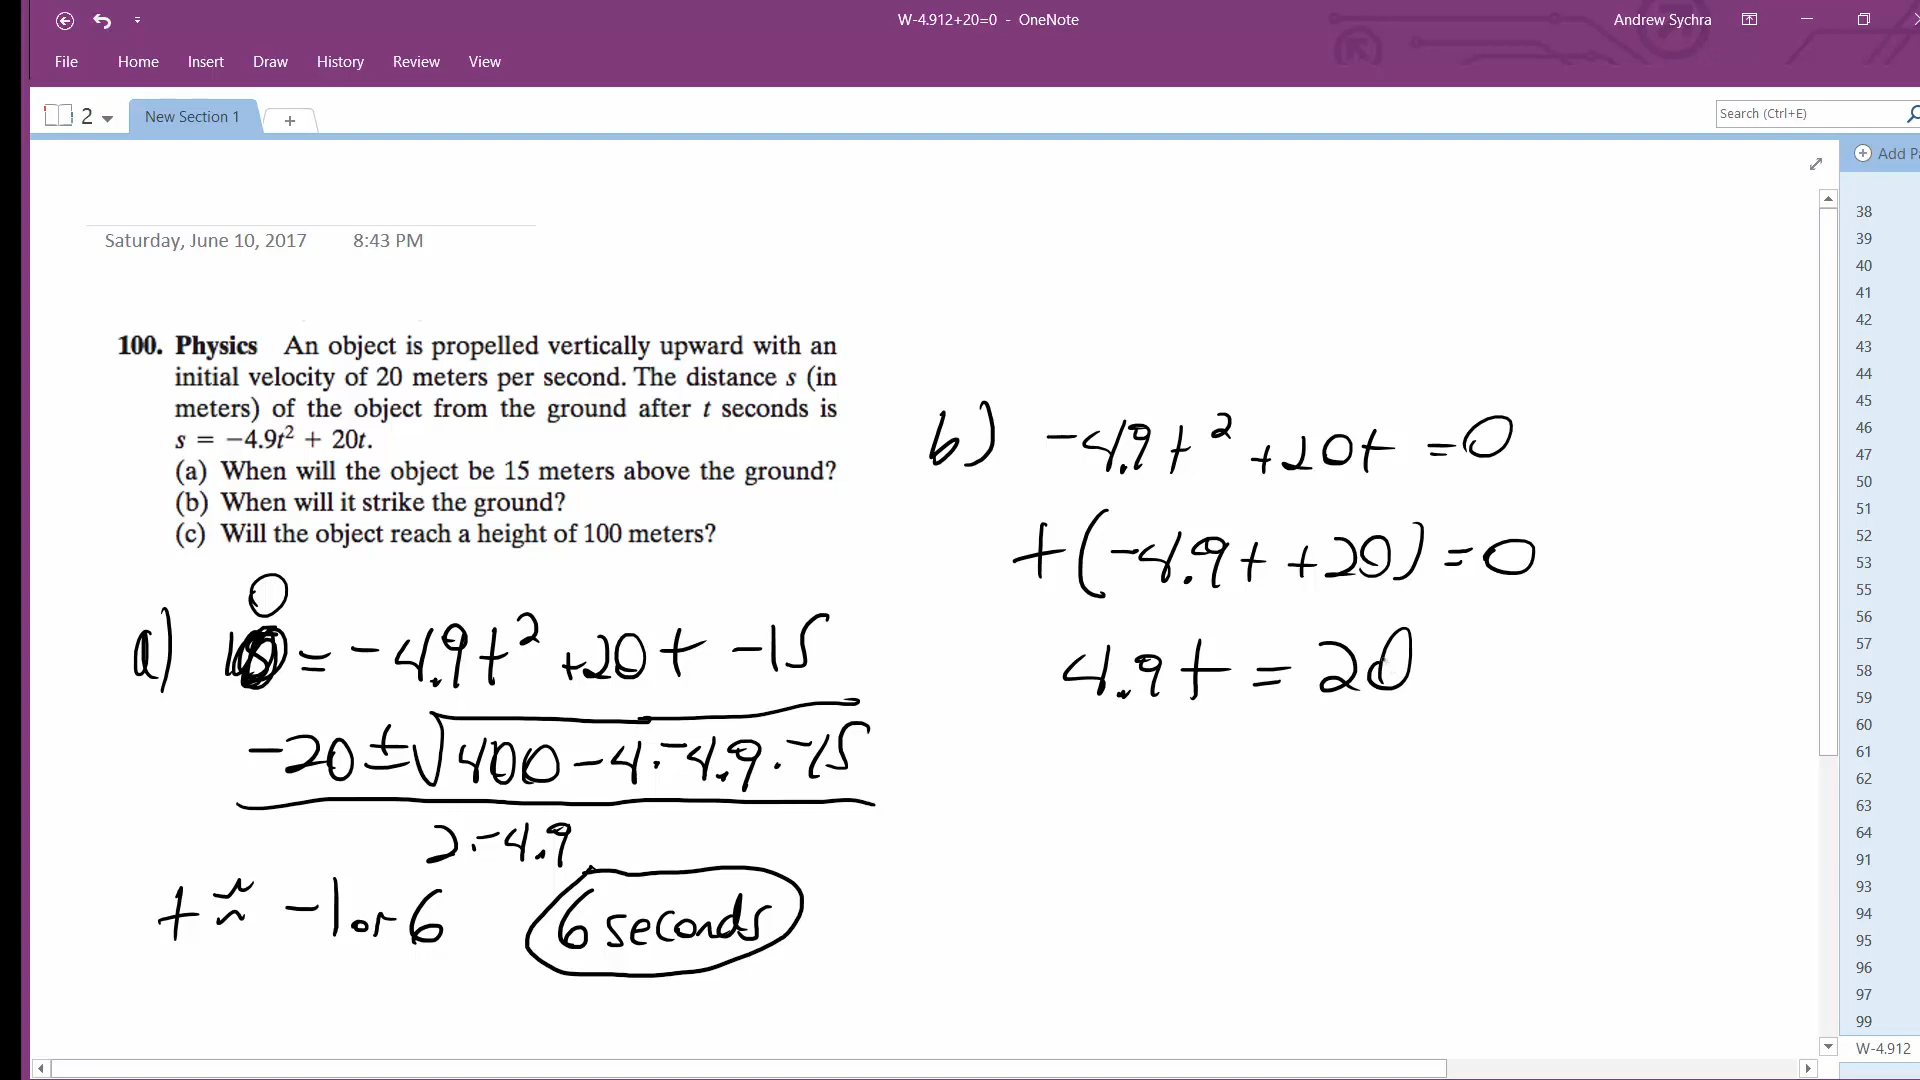 W-4.912+20=0 - OneNote
Andrew Sychra
File Home Insert Draw History Review View
2 New Section 1 +
Search (Ctrl+E)
Add Pa
Saturday, June 10, 2017 8:43 PM
100. Physics An object is propelled vertically upward with an
initial velocity of 20 meters per second. The distance s (in
meters) of the object from the ground after t seconds is
s = −4.9t² + 20t.
(a) When will the object be 15 meters above the ground?
(b) When will it strike the ground?
(c) Will the object reach a height of 100 meters?
a) 0 = -4.9t² +20t -15
-20 ± √400 - 4 · -4.9 · -15
2 · -4.9
t ≈ -1 or 6 6 seconds
b) -4.9t² +20t =0
t(-4.9t +20) =0
4.9t = 20
38
39
40
41
42
43
44
45
46
47
50
51
52
53
55
56
57
58
59
60
61
62
63
64
91
93
94
95
96
97
99
W-4.912